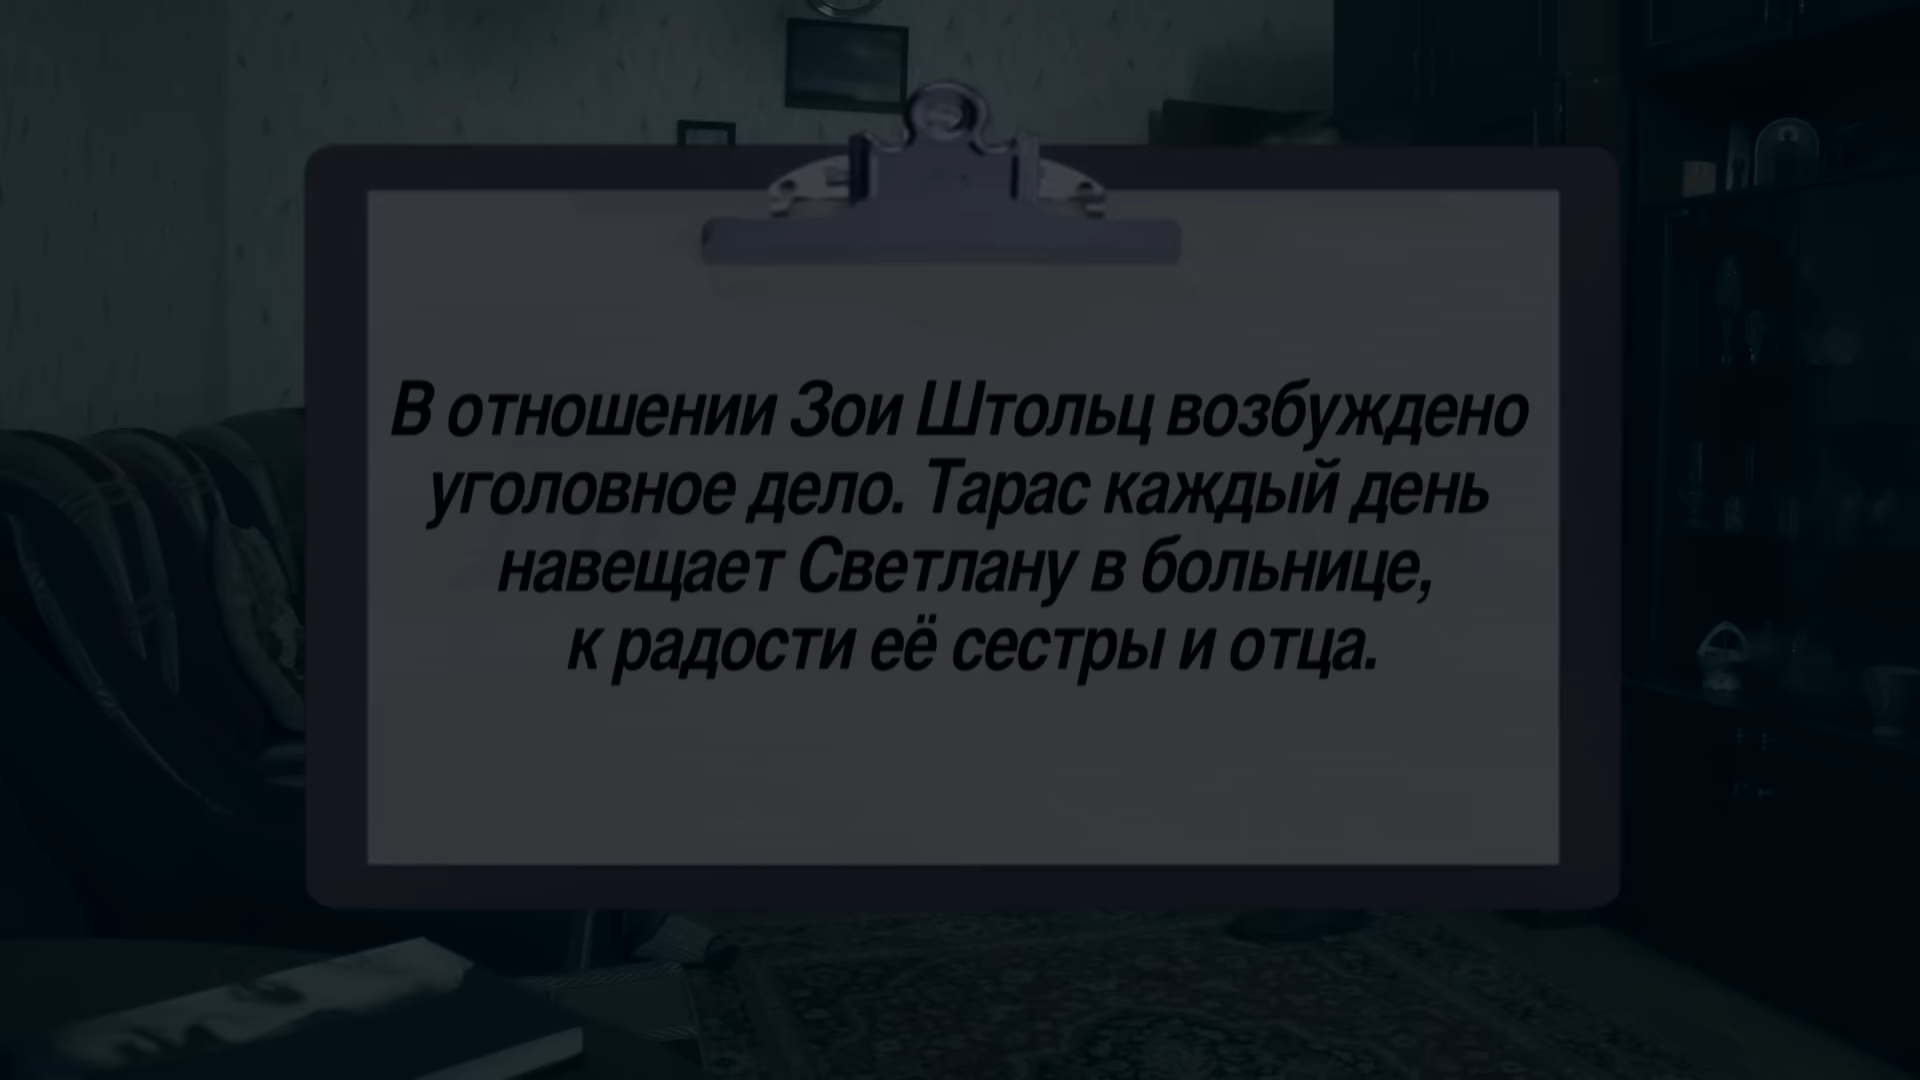 В отношении Зои Штольц возбуждено
уголовное дело. Тарас каждый день
навещает Светлану в больнице,
к радости её сестры и отца.